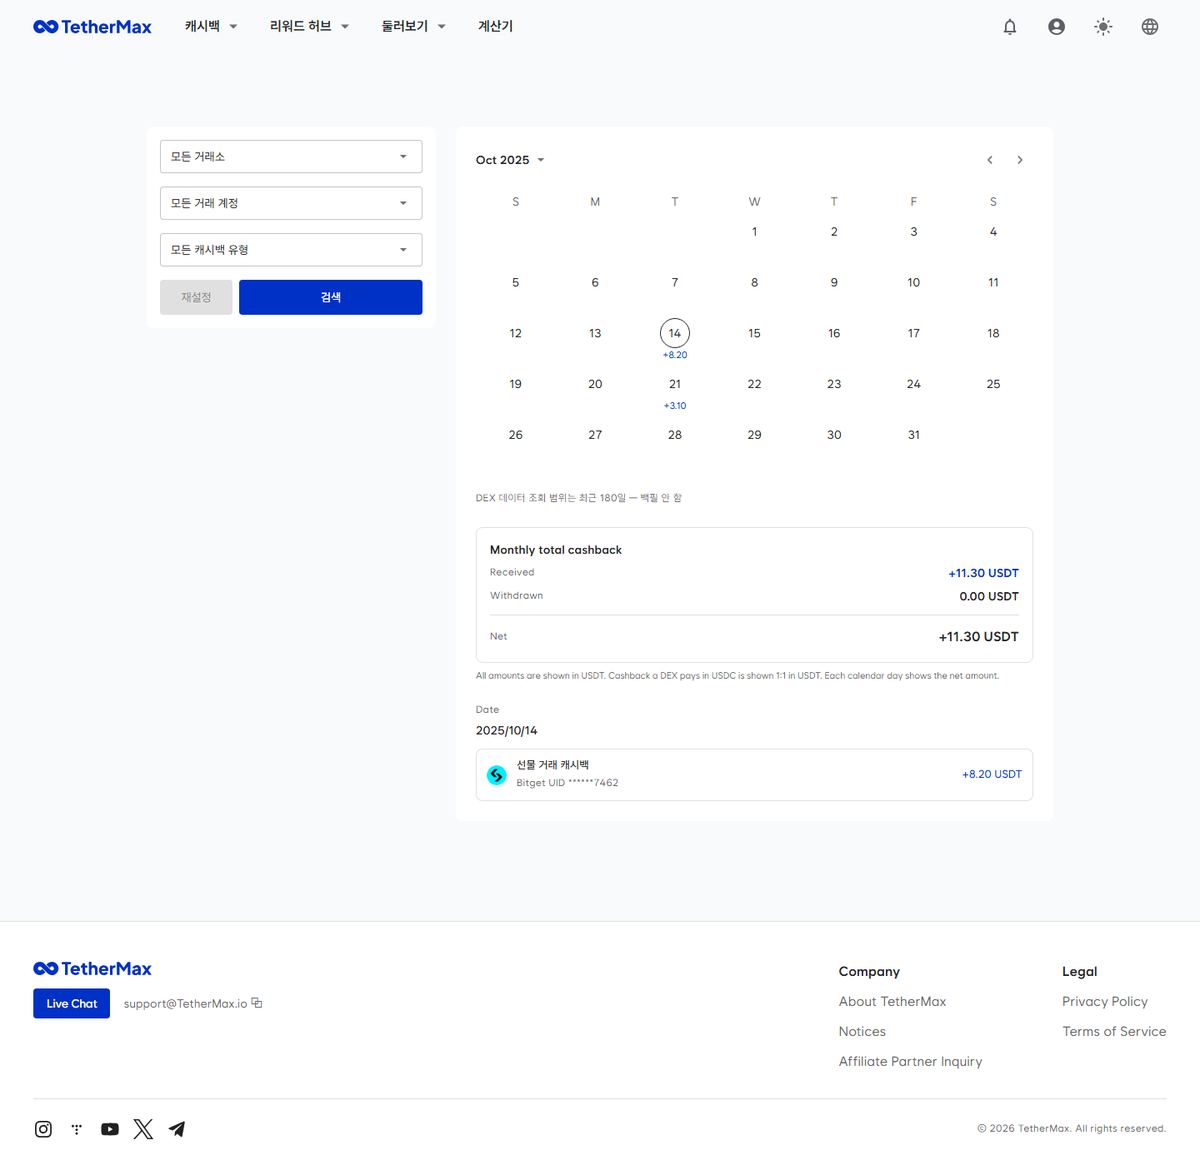 TetherMax 캐시백 리워드 허브 둘러보기 계산기
모든 거래소
모든 거래 계정
모든 캐시백 유형
재설정 검색
Oct 2025
S M T W T F S
1 2 3 4
5 6 7 8 9 10 11
12 13 14 15 16 17 18
+8.20
19 20 21 22 23 24 25
+3.10
26 27 28 29 30 31
DEX 데이터 조회 범위는 최근 180일 — 백필 안 함
Monthly total cashback
Received +11.30 USDT
Withdrawn 0.00 USDT
Net +11.30 USDT
All amounts are shown in USDT. Cashback a DEX pays in USDC is shown 1:1 in USDT. Each calendar day shows the net amount.
Date
2025/10/14
선물 거래 캐시백
Bitget UID ******7462
+8.20 USDT
TetherMax
Live Chat support@TetherMax.io
Company
About TetherMax
Notices
Affiliate Partner Inquiry
Legal
Privacy Policy
Terms of Service
© 2026 TetherMax. All rights reserved.